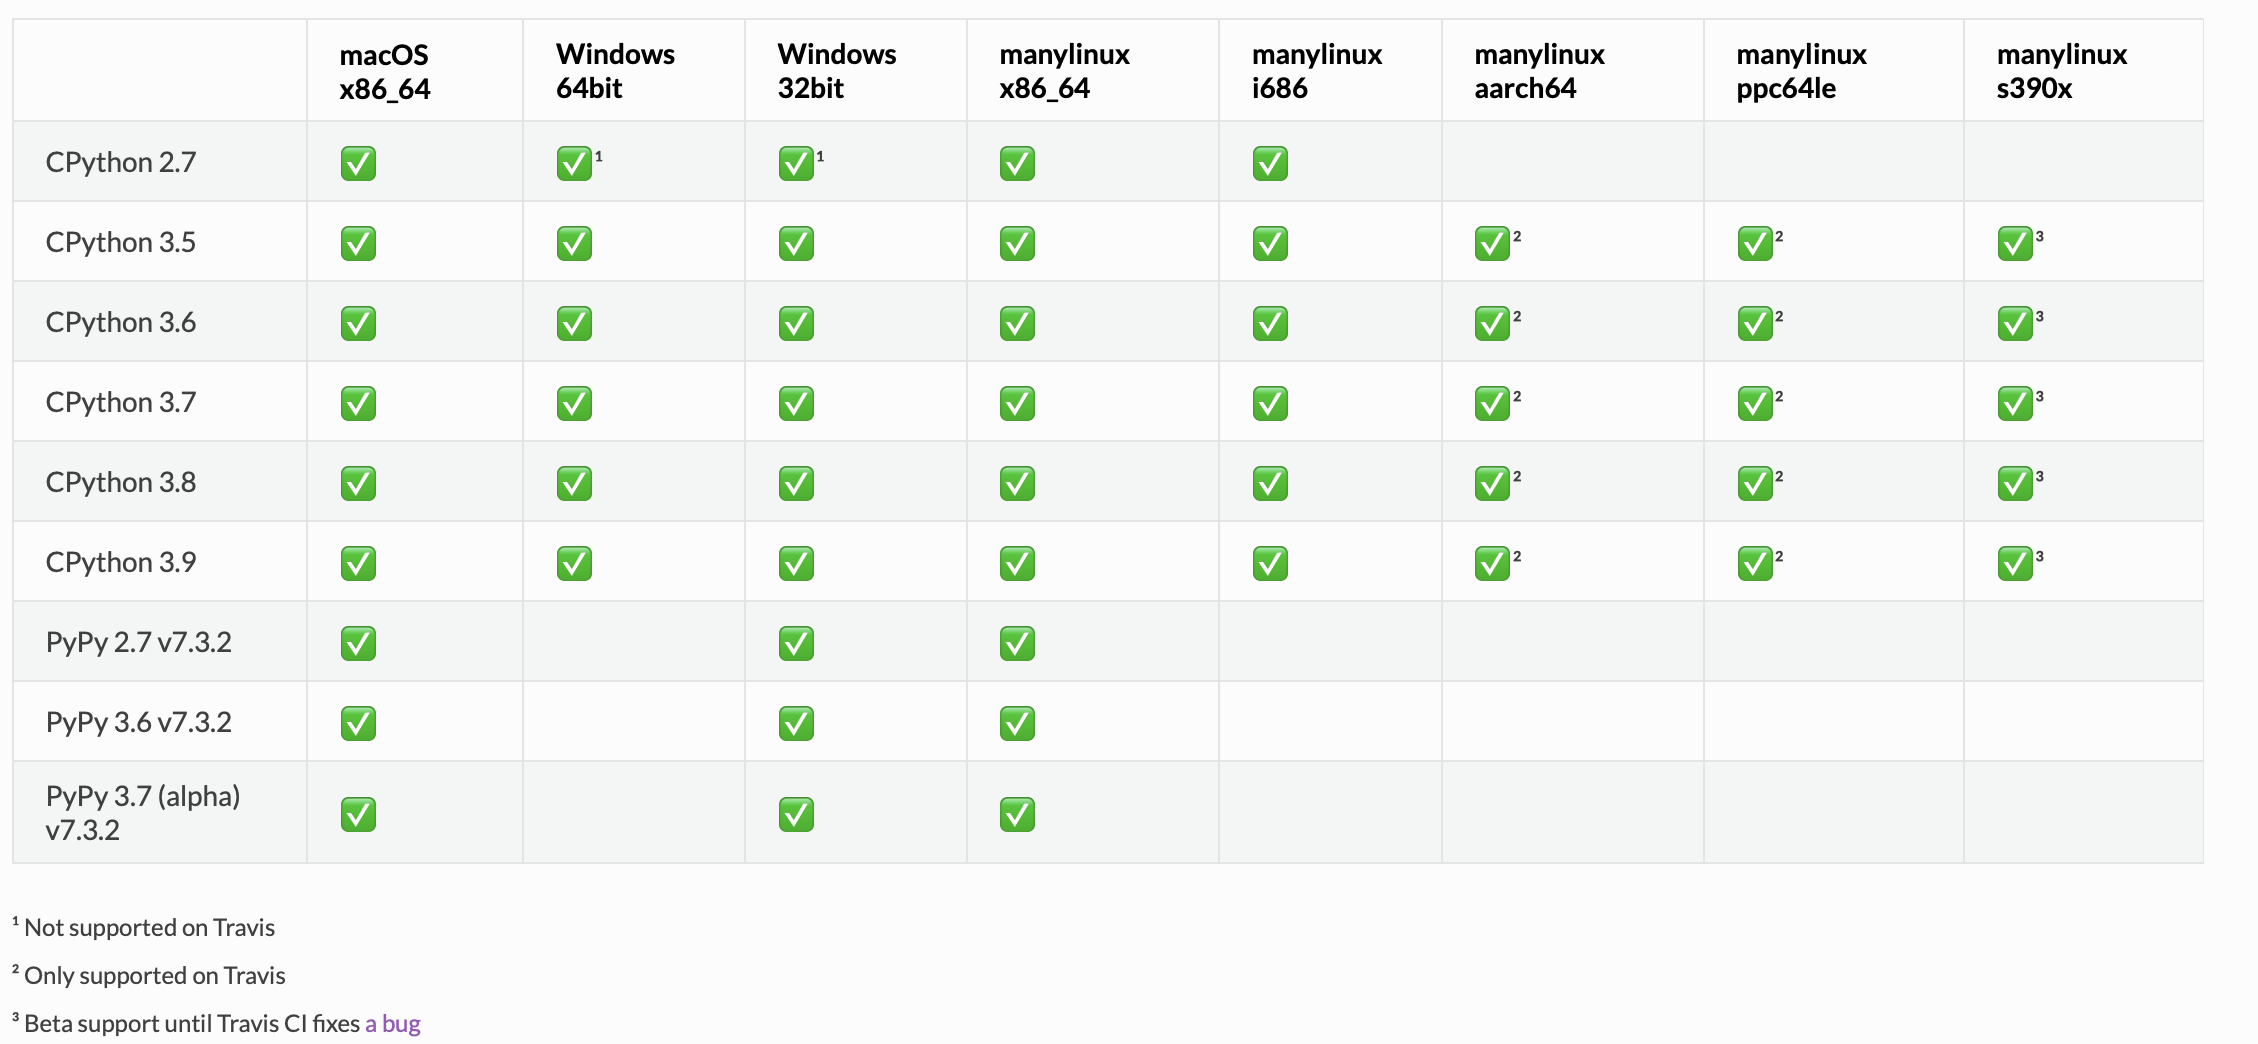 macOS x86_64 Windows 64bit Windows 32bit manylinux x86_64 manylinux i686 manylinux aarch64 manylinux ppc64le manylinux s390x
CPython 2.7 ✅ ✅¹ ✅¹ ✅ ✅
CPython 3.5 ✅ ✅ ✅ ✅ ✅ ✅² ✅² ✅³
CPython 3.6 ✅ ✅ ✅ ✅ ✅ ✅² ✅² ✅³
CPython 3.7 ✅ ✅ ✅ ✅ ✅ ✅² ✅² ✅³
CPython 3.8 ✅ ✅ ✅ ✅ ✅ ✅² ✅² ✅³
CPython 3.9 ✅ ✅ ✅ ✅ ✅ ✅² ✅² ✅³
PyPy 2.7 v7.3.2 ✅ ✅ ✅
PyPy 3.6 v7.3.2 ✅ ✅ ✅
PyPy 3.7 (alpha) v7.3.2 ✅ ✅ ✅
¹ Not supported on Travis
² Only supported on Travis
³ Beta support until Travis CI fixes a bug